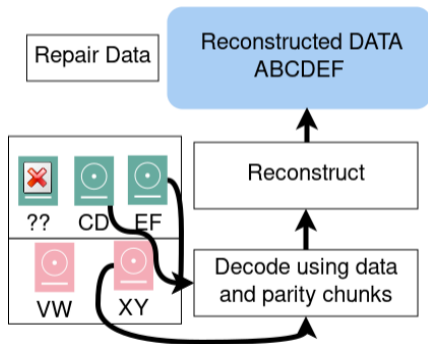 Repair Data
Reconstructed DATA
ABCDEF
Reconstruct
?? CD EF
VW XY
Decode using data
and parity chunks